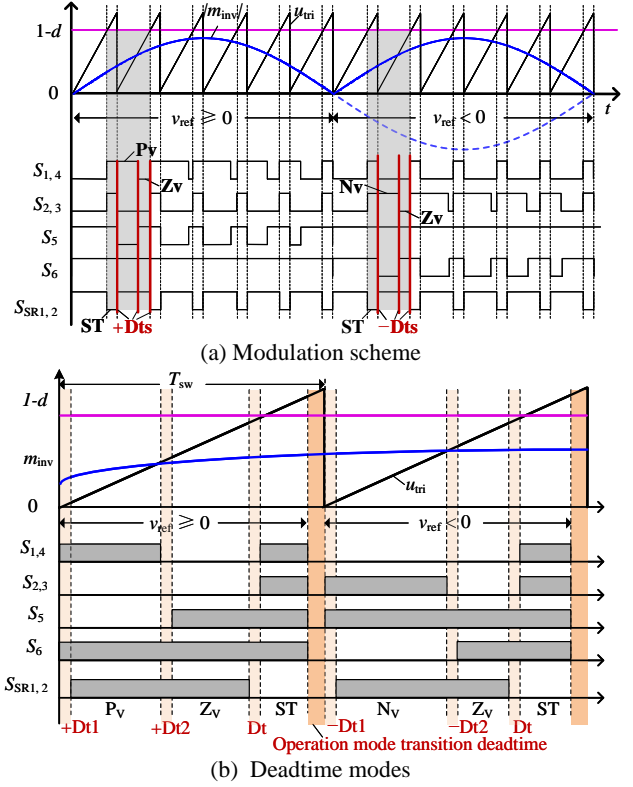 |m_inv| u_tri
1-d
0
t
v_ref ⩾ 0 v_ref < 0
Pv
Zv
Nv
Zv
S_1,4
S_2,3
S_5
S_6
S_SR1, 2
ST +Dts ST −Dts
(a) Modulation scheme
T_sw
1-d
m_inv
u_tri
0
v_ref ⩾ 0 v_ref < 0
S_1,4
S_2,3
S_5
S_6
S_SR1, 2
P_V Z_V ST N_V Z_V ST
+Dt1 +Dt2 Dt −Dt1 −Dt2 Dt
Operation mode transition deadtime
(b) Deadtime modes